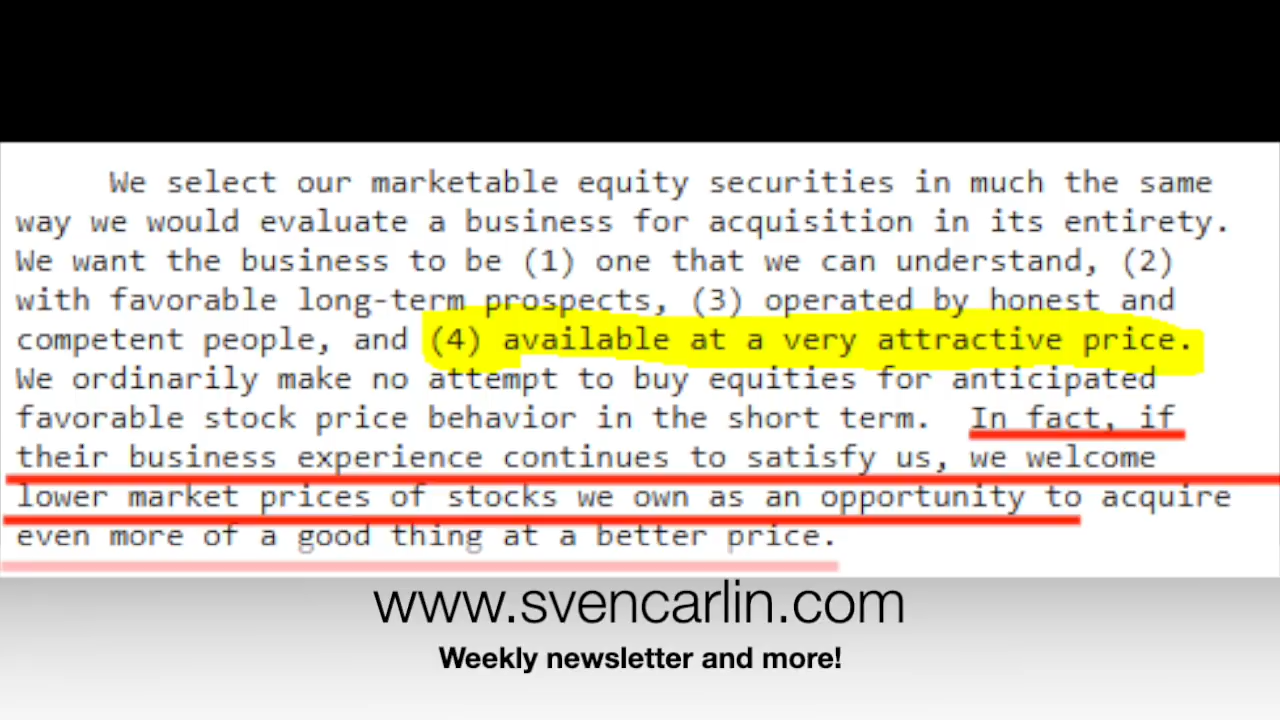 We select our marketable equity securities in much the same
way we would evaluate a business for acquisition in its entirety.
We want the business to be (1) one that we can understand, (2)
with favorable long-term prospects, (3) operated by honest and
competent people, and (4) available at a very attractive price.
We ordinarily make no attempt to buy equities for anticipated
favorable stock price behavior in the short term.  In fact, if
their business experience continues to satisfy us, we welcome
lower market prices of stocks we own as an opportunity to acquire
even more of a good thing at a better price.
www.svencarlin.com
Weekly newsletter and more!